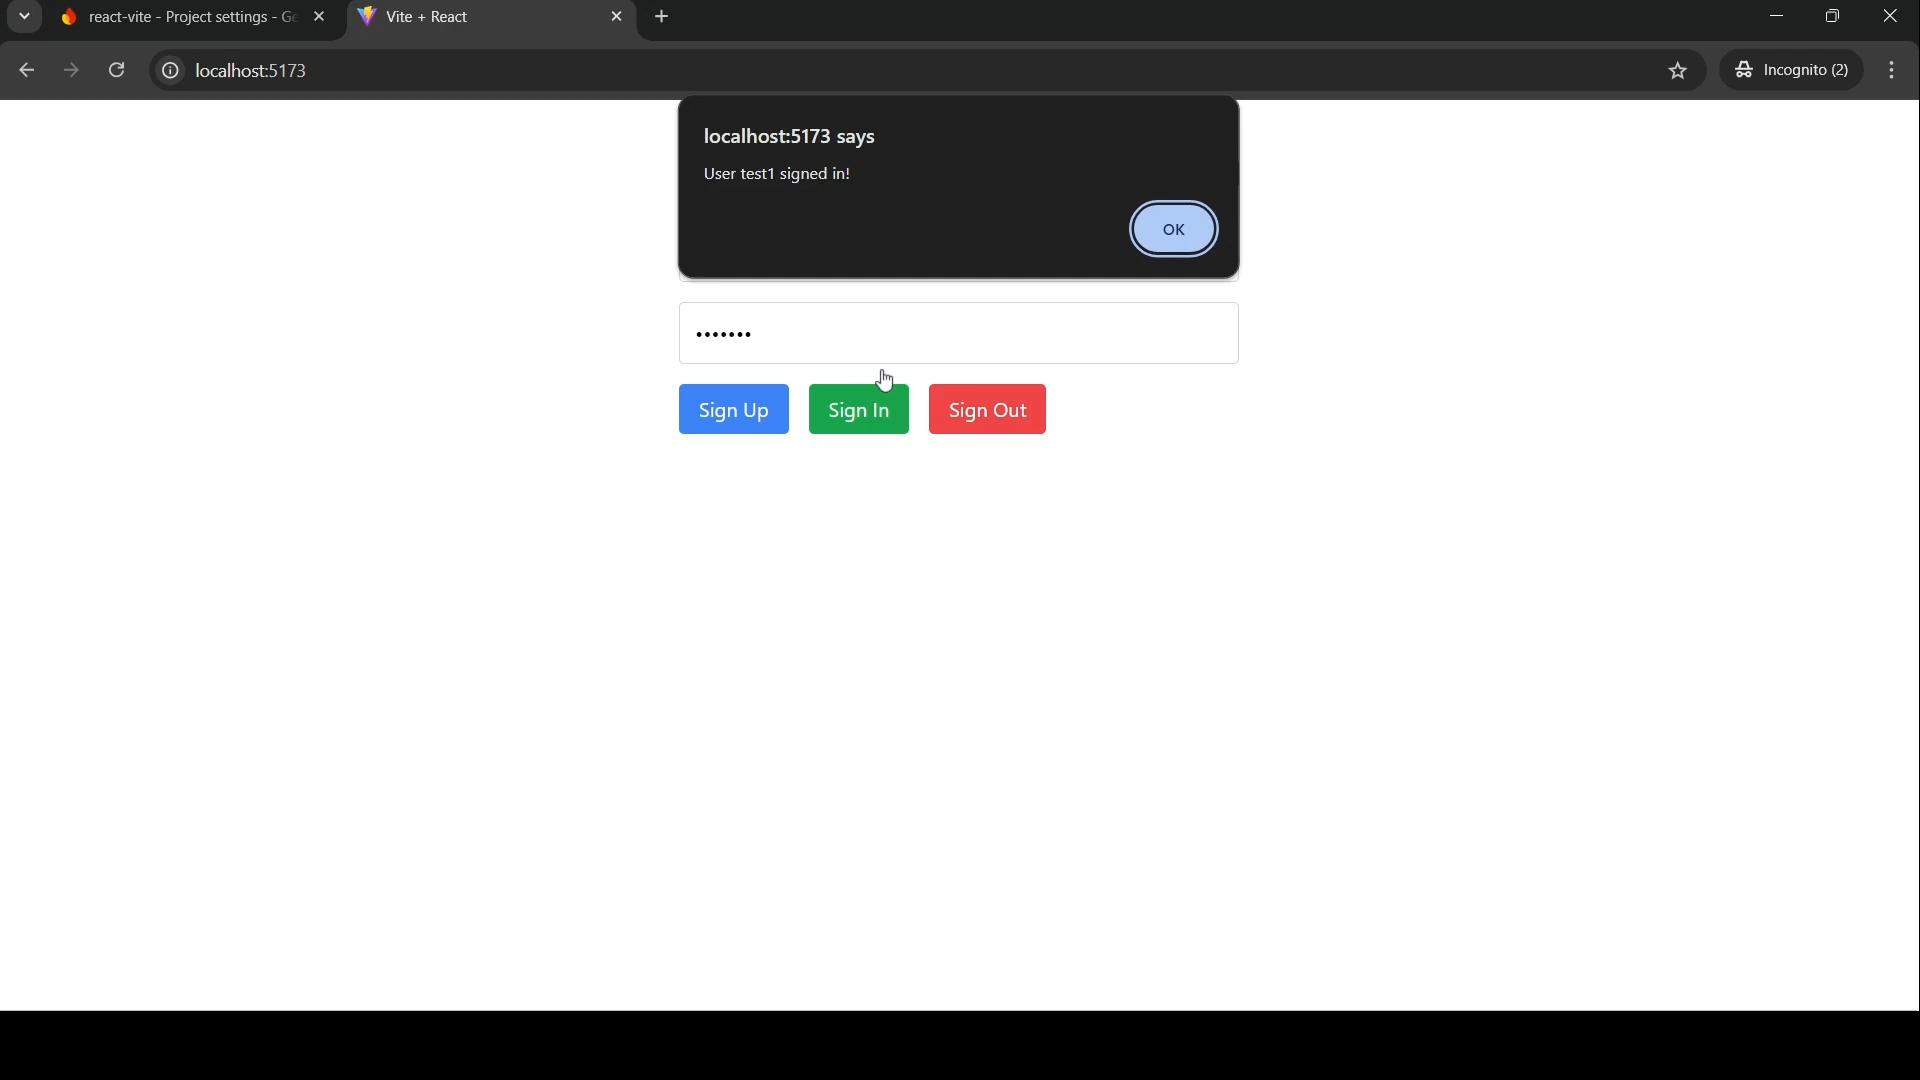 react-vite - Project settings - Ge
Vite + React
localhost:5173
Incognito (2)
localhost:5173 says
User test1 signed in!
OK
•••••••
Sign Up
Sign In
Sign Out